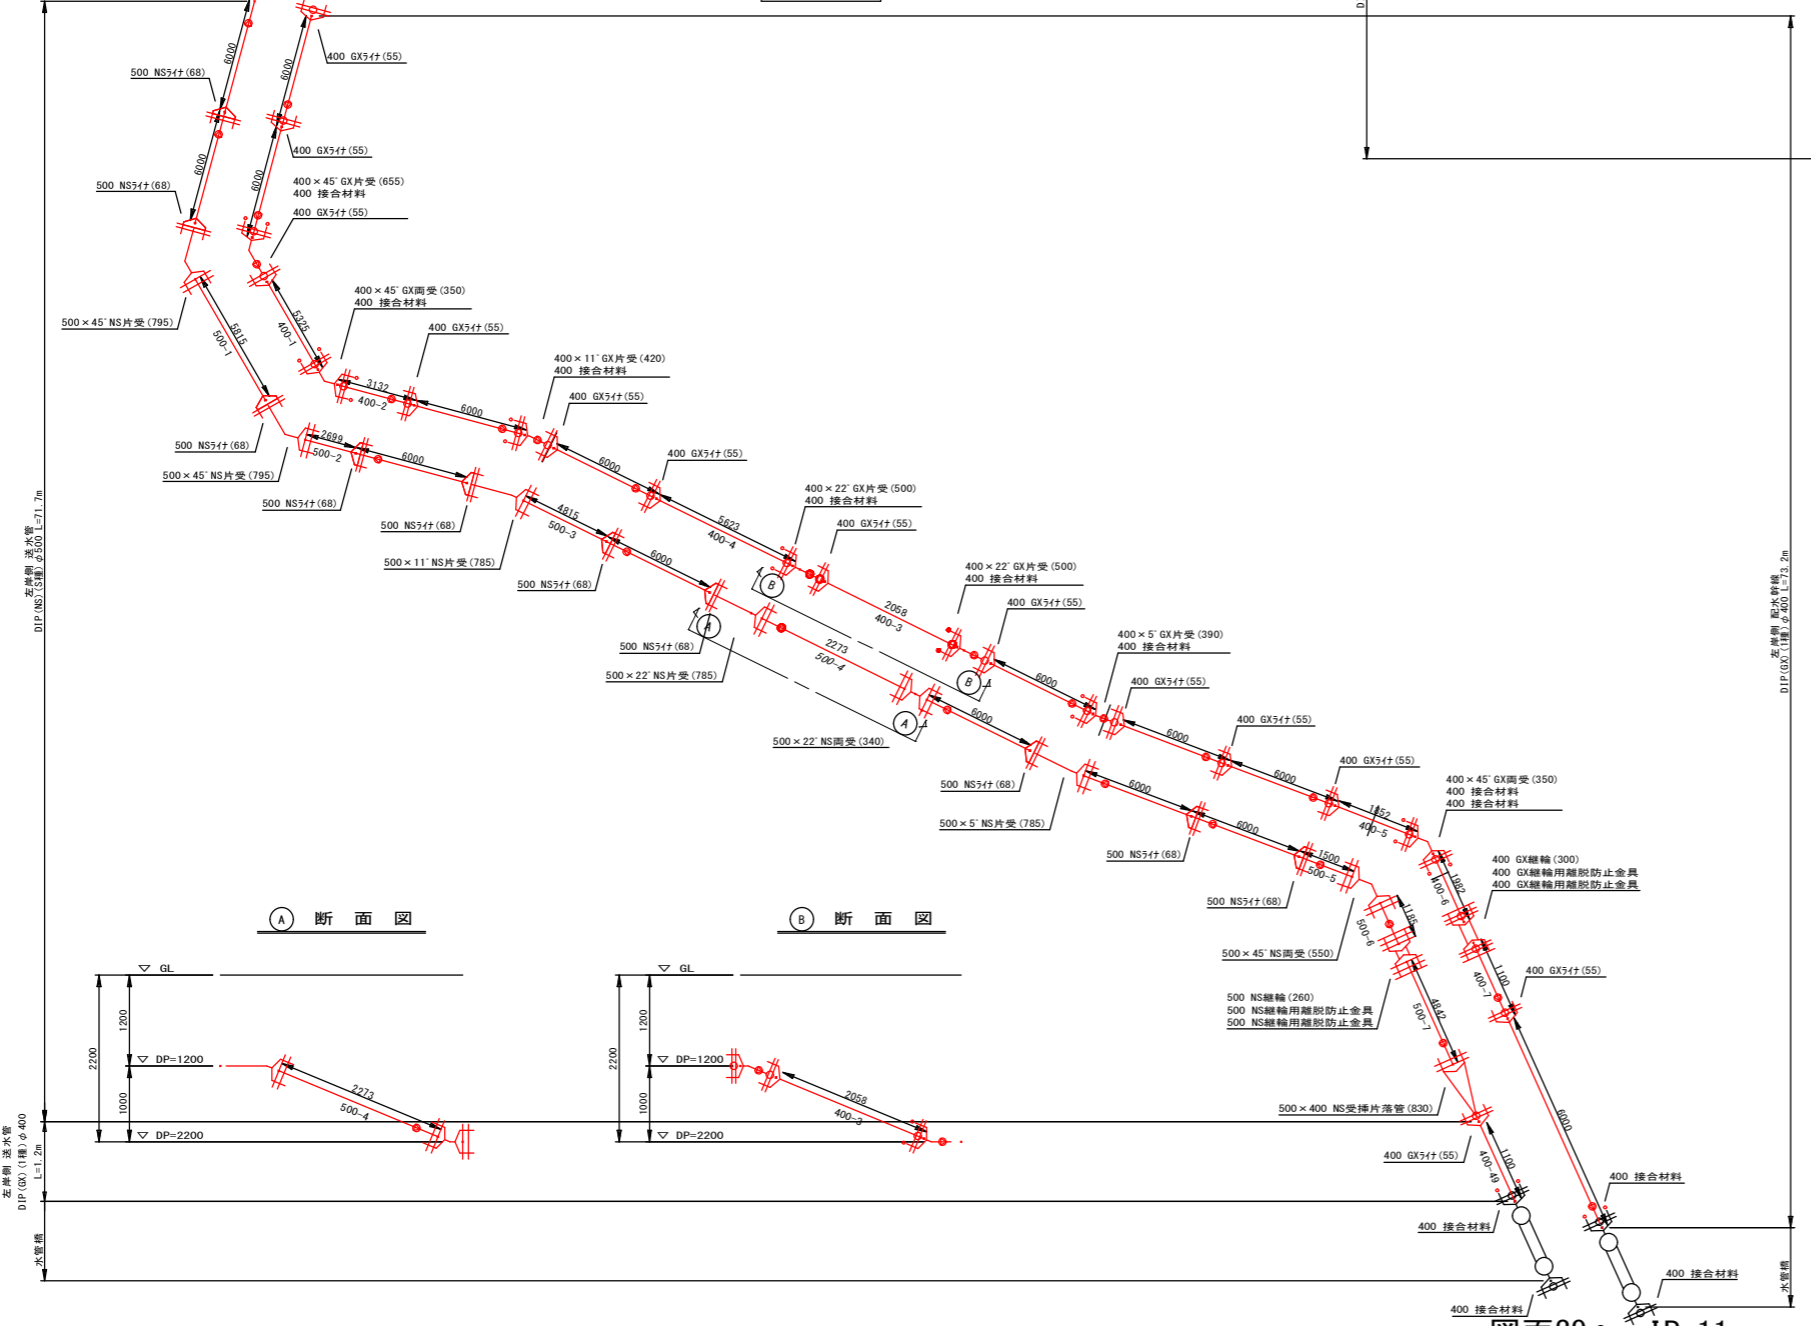 D
6000
6000
400 GXﾗｲﾅ(55)
500 NSﾗｲﾅ(68)
6000
400 GXﾗｲﾅ(55)
6000
500 NSﾗｲﾅ(68)
400×45ﾟGX片受(655)
400 接合材料
400 GXﾗｲﾅ(55)
400×45ﾟGX両受(350)
400 接合材料
500×45ﾟNS片受(795)
5815
500-1
5325
400-1
400 GXﾗｲﾅ(55)
3132
400-2
6000
400×11ﾟGX片受(420)
400 接合材料
400 GXﾗｲﾅ(55)
500 NSﾗｲﾅ(68)
2699
500-2
6000
500×45ﾟNS片受(795)
6000
400 GXﾗｲﾅ(55)
500 NSﾗｲﾅ(68)
500 NSﾗｲﾅ(68)
400×22ﾟGX片受(500)
400 接合材料
400 GXﾗｲﾅ(55)
4815
500-3
5623
400-4
500×11ﾟNS片受(785)
6000
500 NSﾗｲﾅ(68)
400×22ﾟGX片受(500)
400 接合材料
400 GXﾗｲﾅ(55)
B
A
2058
400-3
500 NSﾗｲﾅ(68)
500×22ﾟNS片受(785)
2273
500-4
400×5ﾟGX片受(390)
400 接合材料
400 GXﾗｲﾅ(55)
B
A
6000
6000
500×22ﾟNS両受(340)
6000
400 GXﾗｲﾅ(55)
500 NSﾗｲﾅ(68)
6000
6000
400 GXﾗｲﾅ(55)
400×45ﾟGX両受(350)
400 接合材料
400 接合材料
500×5ﾟNS片受(785)
6000
1852
400-5
500 NSﾗｲﾅ(68)
1500
500-5
400 GX継輪(300)
400 GX継輪用離脱防止金具
400 GX継輪用離脱防止金具
500 NSﾗｲﾅ(68)
1982
400-6
1185
500-6
500×45ﾟNS両受(550)
1100
400-7
400 GXﾗｲﾅ(55)
500 NS継輪(260)
500 NS継輪用離脱防止金具
500 NS継輪用離脱防止金具
4842
500-7
6000
500×400 NS受挿片落管(830)
400 GXﾗｲﾅ(55)
1100
400-49
400 接合材料
400 接合材料
400 接合材料
400 接合材料
左岸側 送水管
DIP(NS)(S種)φ500 L=71.7m
左岸側 配水幹線
DIP(GX)(1種)φ400 L=73.2m
左岸側 送水管
DIP(GX)(1種)φ400
L=1.2m
水管橋
水管橋
A 断面図
▽ GL
1200
2200
▽ DP=1200
1000
▽ DP=2200
2273
500-4
B 断面図
▽ GL
1200
2200
▽ DP=1200
1000
▽ DP=2200
2058
400-3